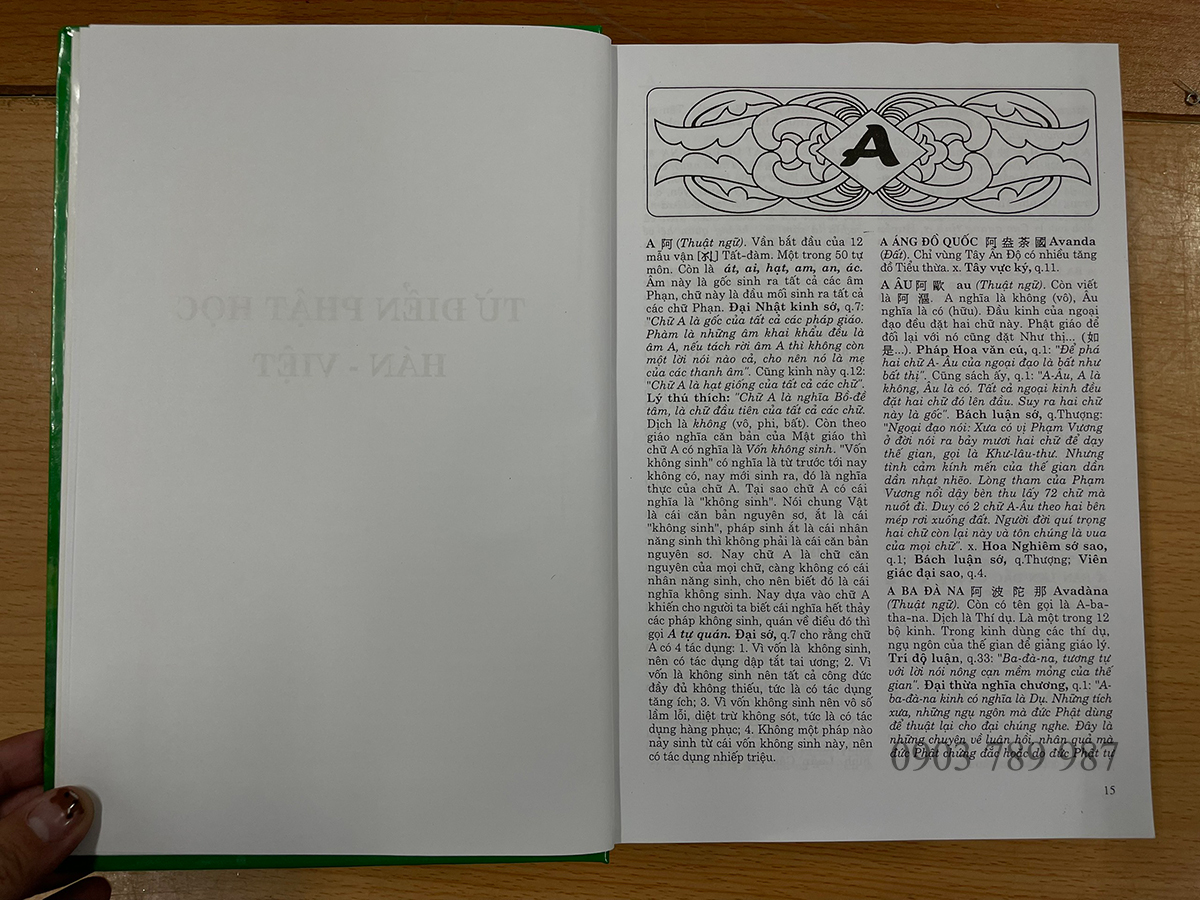 TỪ ĐIỂN PHẬT HỌC
HÁN - VIỆT
A
A 阿 (Thuật ngữ). Vần bắt đầu của 12
mẫu vận Tất-đàm. Một trong 50 tự
môn. Còn là át, ai, hạt, am, an, ác.
Âm này là gốc sinh ra tất cả các âm
Phạn, chữ này là đầu mối sinh ra tất cả
các chữ Phạn. Đại Nhật kinh sớ, q.7:
"Chữ A là gốc của tất cả các pháp giáo.
Phàm là những âm khai khẩu đều là
âm A, nếu tách rời âm A thì không còn
một lời nói nào cả, cho nên nó là mẹ
của các thanh âm". Cũng kinh này q.12:
"Chữ A là hạt giống của tất cả các chữ".
Lý thú thích: "Chữ A là nghĩa Bồ-đề
tâm, là chữ đầu tiên của tất cả các chữ.
Dịch là không (vô, phi, bất). Còn theo
giáo nghĩa căn bản của Mật giáo thì
chữ A có nghĩa là Vốn không sinh. "Vốn
không sinh" có nghĩa là từ trước tới nay
không có, nay mới sinh ra, đó là nghĩa
thực của chữ A. Tại sao chữ A có cái
nghĩa là "không sinh". Nói chung Vật
là cái căn bản nguyên sơ, ắt là cái
"không sinh", pháp sinh ắt là cái nhân
năng sinh thì không phải là cái căn bản
nguyên sơ. Nay chữ A là chữ căn
nguyên của mọi chữ, càng không có cái
nhân năng sinh, cho nên biết đó là cái
nghĩa không sinh. Nay dựa vào chữ A
khiến cho người ta biết cái nghĩa hết thảy
các pháp không sinh, quán về điều đó thì
gọi A tự quán. Đại sớ, q.7 cho rằng chữ
A có 4 tác dụng: 1. Vì vốn là không sinh,
nên có tác dụng dập tắt tai ương; 2. Vì
vốn là không sinh nên tất cả công đức
đầy đủ không thiếu, tức là có tác dụng
tăng ích; 3. Vì vốn không sinh nên vô số
lầm lỗi, diệt trừ không sót, tức là có tác
dụng hàng phục; 4. Không một pháp nào
nảy sinh từ cái vốn không sinh này, nên
có tác dụng nhiếp triệu.
A ÁNG ĐỒ QUỐC 阿盎荼國 Avanda
(Đất). Chỉ vùng Tây Ấn Độ có nhiều tăng
đồ Tiểu thừa. x. Tây vực ký, q.11.
A ÂU 阿歐 au (Thuật ngữ). Còn viết
là 阿漚. A nghĩa là không (vô), Âu
nghĩa là có (hữu). Đầu kinh của ngoại
đạo đều đặt hai chữ này. Phật giáo để
đối lại với nó cũng đặt Như thị... (如
是...). Pháp Hoa văn cú, q.1: "Để phá
hai chữ A- Âu của ngoại đạo là bất như
bất thị". Cũng sách ấy, q.1: "A-Âu, A là
không, Âu là có. Tất cả ngoại kinh đều
đặt hai chữ đó lên đầu. Suy ra hai chữ
này là gốc". Bách luận sớ, q.Thượng:
"Ngoại đạo nói: Xưa có vị Phạm Vương
ở đời nói ra bảy mươi hai chữ để dạy
thế gian, gọi là Khư-lâu-thư. Nhưng
tình cảm kính mến của thế gian dần
dần nhạt nhẽo. Lòng tham của Phạm
Vương nổi dậy bèn thu lấy 72 chữ mà
nuốt đi. Duy có 2 chữ A-Âu theo hai bên
mép rơi xuống đất. Người đời quí trọng
hai chữ còn lại này và tôn chúng là vua
của mọi chữ". x. Hoa Nghiêm sớ sao,
q.1; Bách luận sớ, q.Thượng; Viên
giác đại sao, q.4.
A BA ĐÀ NA 阿波陀那 Avadàna
(Thuật ngữ). Còn có tên gọi là A-ba-
tha-na. Dịch là Thí dụ. Là một trong 12
bộ kinh. Trong kinh dùng các thí dụ,
ngụ ngôn của thế gian để giảng giáo lý.
Trí độ luận, q.33: "Ba-đà-na, tương tự
với lời nói nông cạn mềm mỏng của thế
gian". Đại thừa nghĩa chương, q.1: "A-
ba-đà-na kinh có nghĩa là Dụ. Những tích
xưa, những ngụ ngôn mà đức Phật dùng
để thuật lại cho đại chúng nghe. Đây là
những chuyện về luân hồi, nhân quả mà
đức Phật chứng đắc hoặc do đức Phật tự
0903 789 987
15